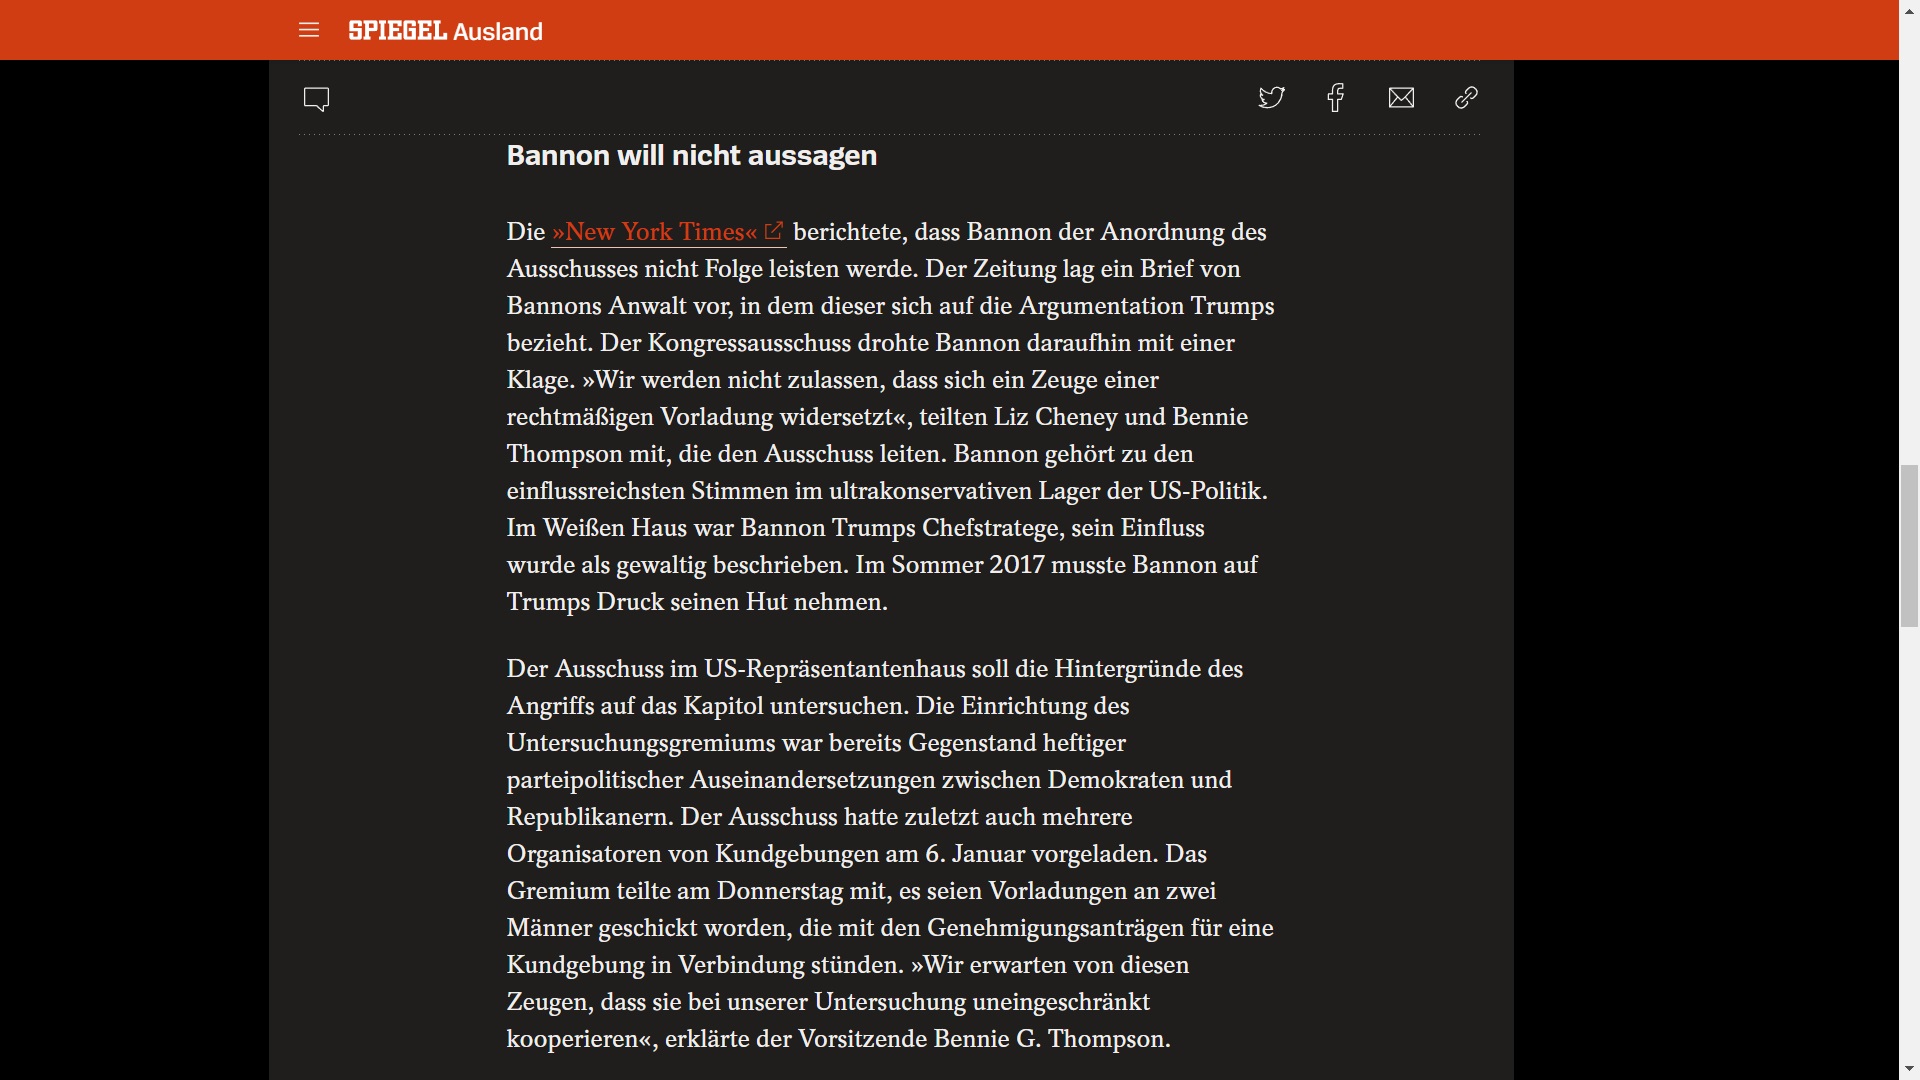 SPIEGEL Ausland
Bannon will nicht aussagen
Die »New York Times« berichtete, dass Bannon der Anordnung des
Ausschusses nicht Folge leisten werde. Der Zeitung lag ein Brief von
Bannons Anwalt vor, in dem dieser sich auf die Argumentation Trumps
bezieht. Der Kongressausschuss drohte Bannon daraufhin mit einer
Klage. »Wir werden nicht zulassen, dass sich ein Zeuge einer
rechtmäßigen Vorladung widersetzt«, teilten Liz Cheney und Bennie
Thompson mit, die den Ausschuss leiten. Bannon gehört zu den
einflussreichsten Stimmen im ultrakonservativen Lager der US-Politik.
Im Weißen Haus war Bannon Trumps Chefstratege, sein Einfluss
wurde als gewaltig beschrieben. Im Sommer 2017 musste Bannon auf
Trumps Druck seinen Hut nehmen.
Der Ausschuss im US-Repräsentantenhaus soll die Hintergründe des
Angriffs auf das Kapitol untersuchen. Die Einrichtung des
Untersuchungsgremiums war bereits Gegenstand heftiger
parteipolitischer Auseinandersetzungen zwischen Demokraten und
Republikanern. Der Ausschuss hatte zuletzt auch mehrere
Organisatoren von Kundgebungen am 6. Januar vorgeladen. Das
Gremium teilte am Donnerstag mit, es seien Vorladungen an zwei
Männer geschickt worden, die mit den Genehmigungsanträgen für eine
Kundgebung in Verbindung stünden. »Wir erwarten von diesen
Zeugen, dass sie bei unserer Untersuchung uneingeschränkt
kooperieren«, erklärte der Vorsitzende Bennie G. Thompson.